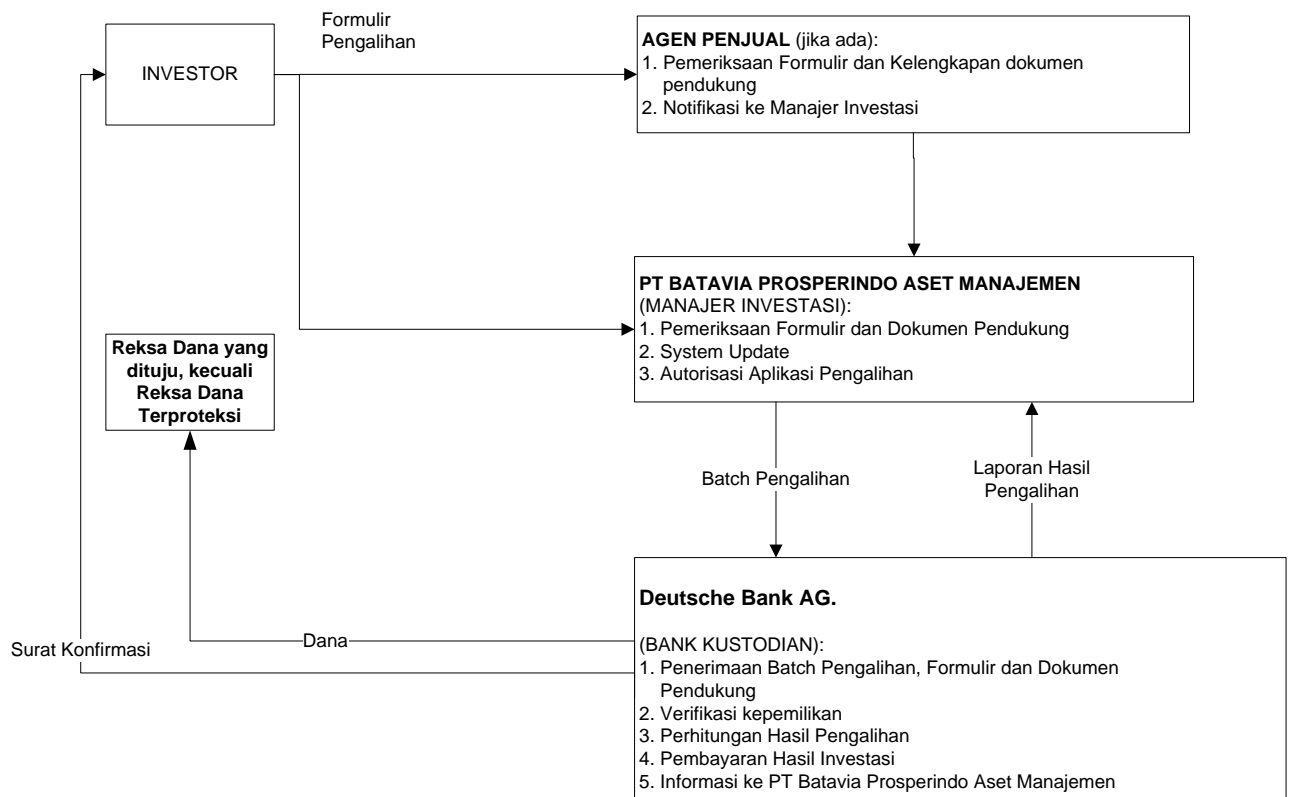 Formulir
Pengalihan
INVESTOR
AGEN PENJUAL (jika ada):
1. Pemeriksaan Formulir dan Kelengkapan dokumen
pendukung
2. Notifikasi ke Manajer Investasi
PT BATAVIA PROSPERINDO ASET MANAJEMEN
(MANAJER INVESTASI):
1. Pemeriksaan Formulir dan Dokumen Pendukung
2. System Update
3. Autorisasi Aplikasi Pengalihan
Reksa Dana yang
dituju, kecuali
Reksa Dana
Terproteksi
Batch Pengalihan
Laporan Hasil
Pengalihan
Deutsche Bank AG.
(BANK KUSTODIAN):
1. Penerimaan Batch Pengalihan, Formulir dan Dokumen
Pendukung
2. Verifikasi kepemilikan
3. Perhitungan Hasil Pengalihan
4. Pembayaran Hasil Investasi
5. Informasi ke PT Batavia Prosperindo Aset Manajemen
Dana
Surat Konfirmasi